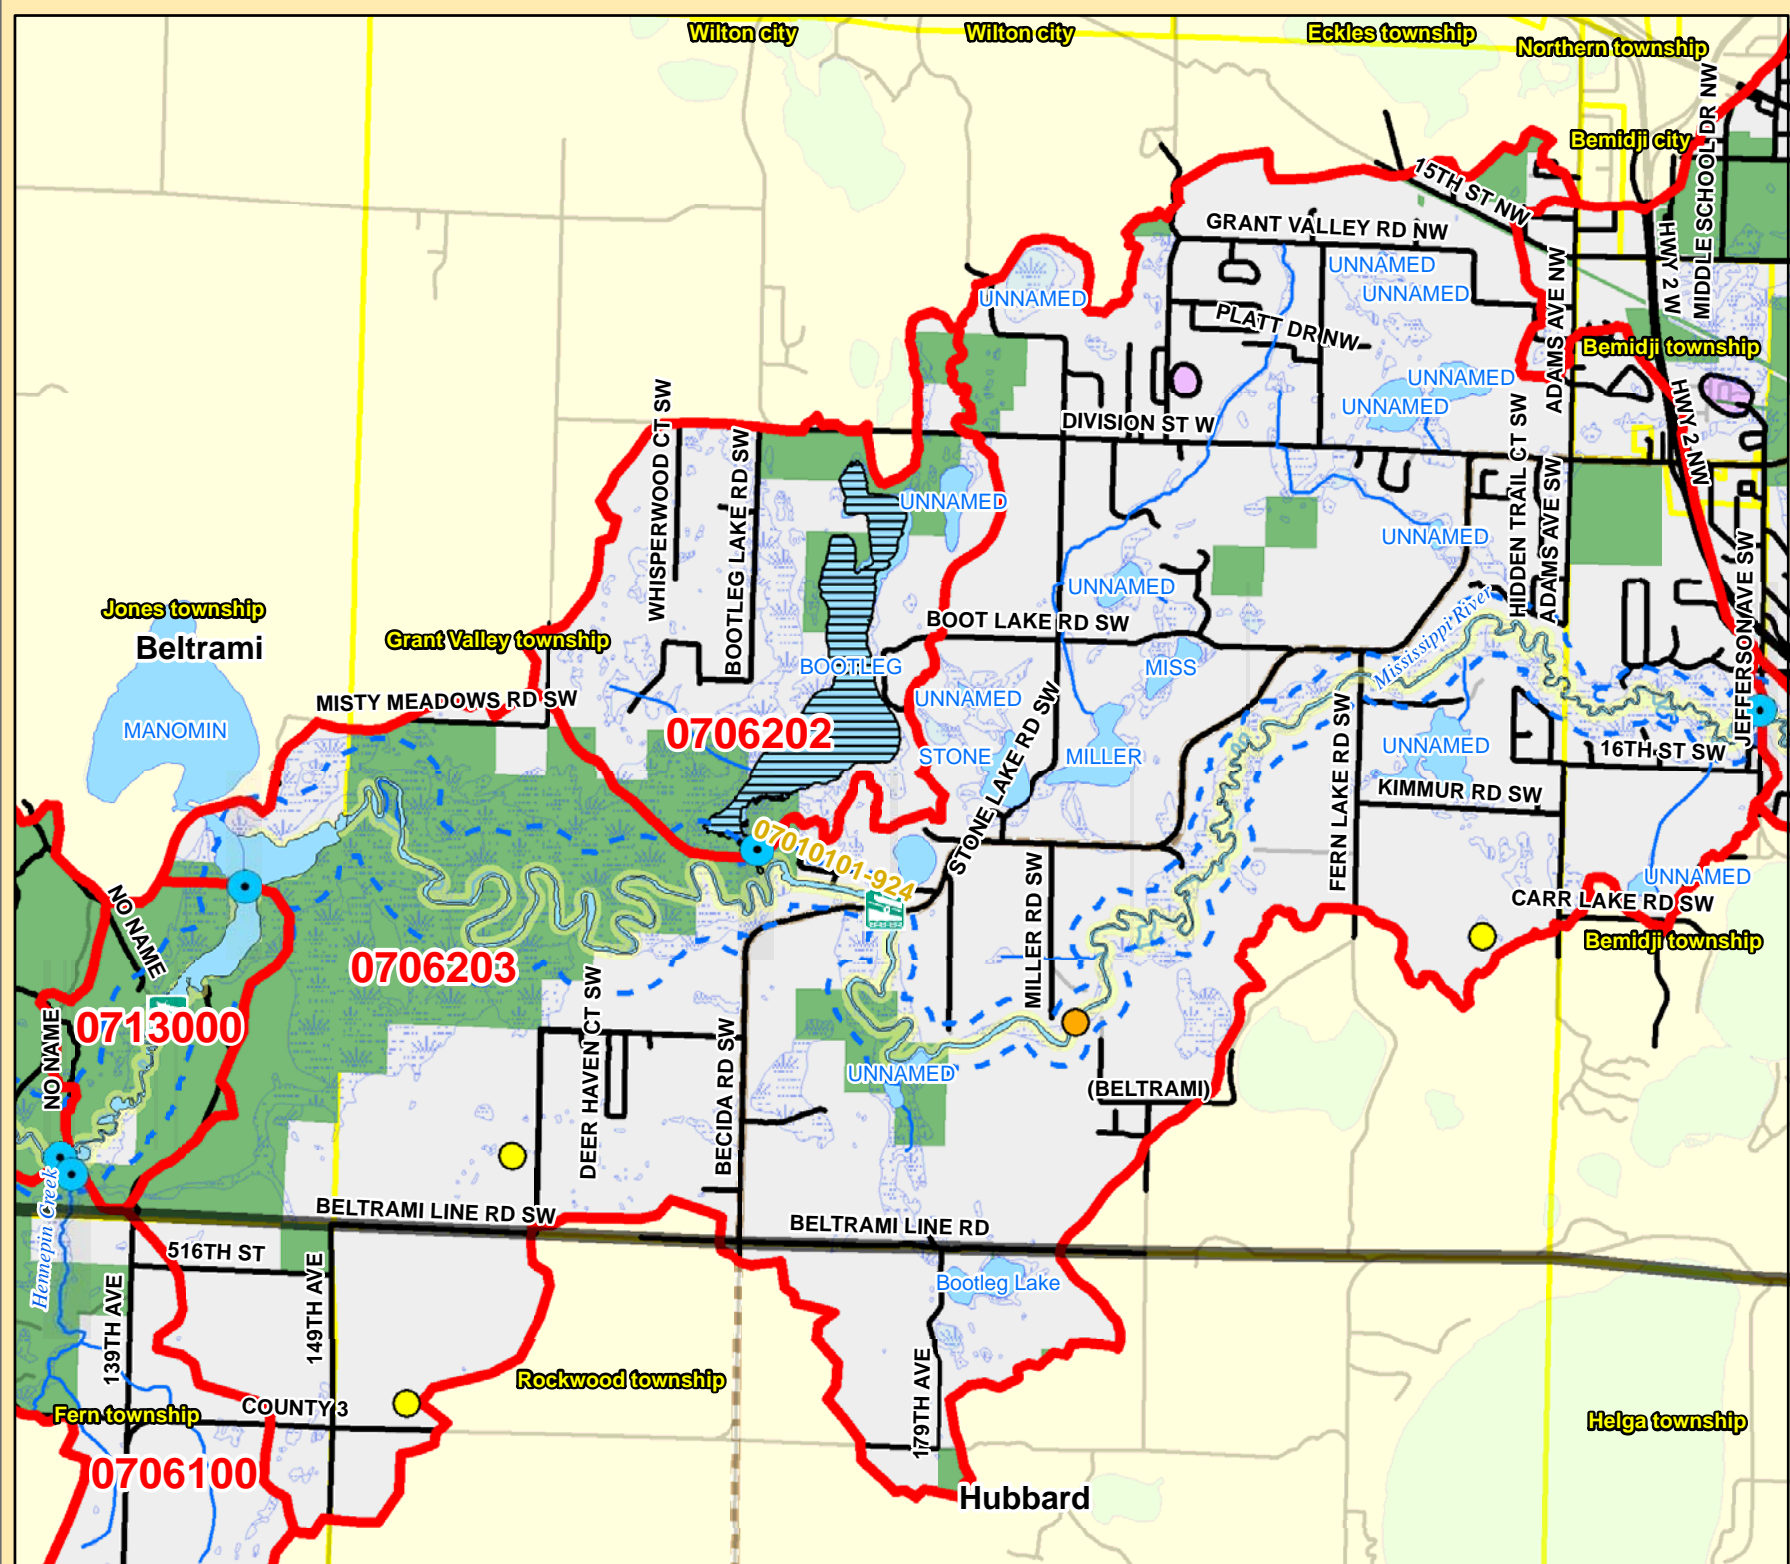 Wilton city
Wilton city
Eckles township
Northern township
MIDDLE SCHOOL DR NW
Bemidji city
15TH ST NW
GRANT VALLEY RD NW
HWY 2 W
UNNAMED
UNNAMED
UNNAMED
ADAMS AVE NW
PLATT DR NW
Bemidji township
UNNAMED
UNNAMED
HWY 2 NW
DIVISION ST W
WHISPERWOOD CT SW
BOOTLEG LAKE RD SW
HIDDEN TRAIL CT SW
ADAMS AVE SW
UNNAMED
UNNAMED
UNNAMED
JEFFERSON AVE SW
Jones township
Beltrami
Grant Valley township
BOOT LAKE RD SW
Mississippi River
BOOTLEG
MISS
UNNAMED
MISTY MEADOWS RD SW
MANOMIN
0706202
STONE
STONE LAKE RD SW
MILLER
FERN LAKE RD SW
UNNAMED
16TH ST SW
KIMMUR RD SW
07010101-924
MILLER RD SW
UNNAMED
CARR LAKE RD SW
Bemidji township
NO NAME
0706203
0713000
NO NAME
DEER HAVEN CT SW
BECIDA RD SW
UNNAMED
(BELTRAMI)
Hennepin Creek
BELTRAMI LINE RD SW
BELTRAMI LINE RD
516TH ST
139TH AVE
149TH AVE
Bootleg Lake
179TH AVE
Rockwood township
Fern township
COUNTY 3
Helga township
0706100
Hubbard